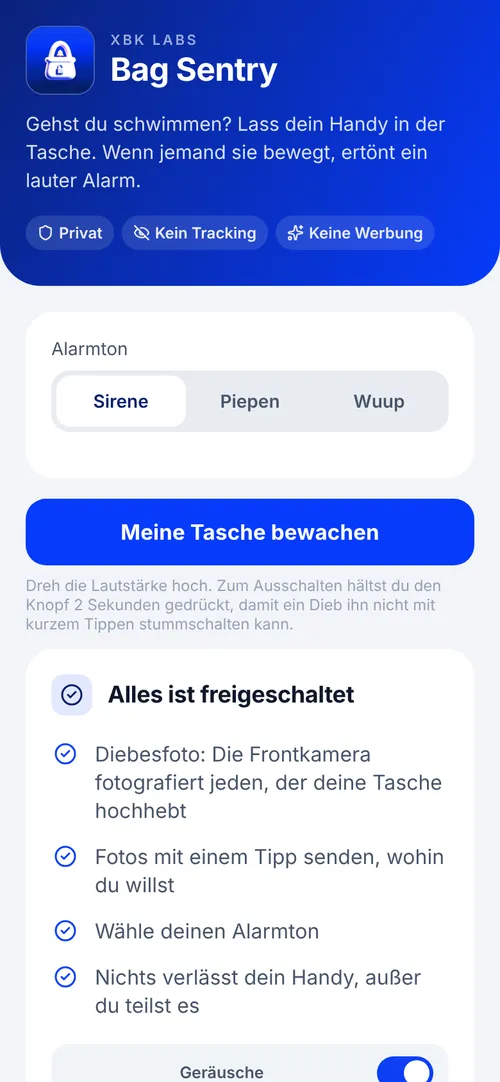 XBK LABS
Bag Sentry
Gehst du schwimmen? Lass dein Handy in der
Tasche. Wenn jemand sie bewegt, ertönt ein
lauter Alarm.
Privat
Kein Tracking
Keine Werbung
Alarmton
Sirene
Piepen
Wuup
Meine Tasche bewachen
Dreh die Lautstärke hoch. Zum Ausschalten hältst du den
Knopf 2 Sekunden gedrückt, damit ein Dieb ihn nicht mit
kurzem Tippen stummschalten kann.
Alles ist freigeschaltet
Diebesfoto: Die Frontkamera
fotografiert jeden, der deine Tasche
hochhebt
Fotos mit einem Tipp senden, wohin
du willst
Wähle deinen Alarmton
Nichts verlässt dein Handy, außer
du teilst es
Geräusche